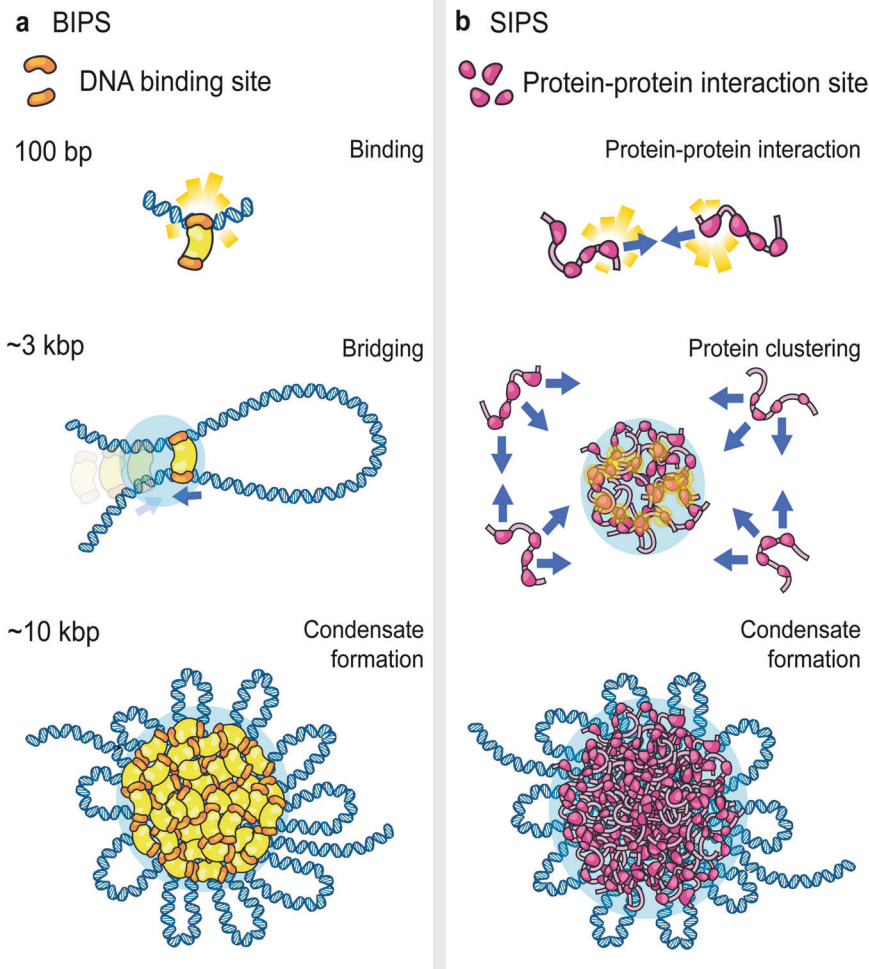 a BIPS
DNA binding site
100 bp
Binding
~3 kbp
Bridging
~10 kbp
Condensate
formation
b SIPS
Protein-protein interaction site
Protein-protein interaction
Protein clustering
Condensate
formation